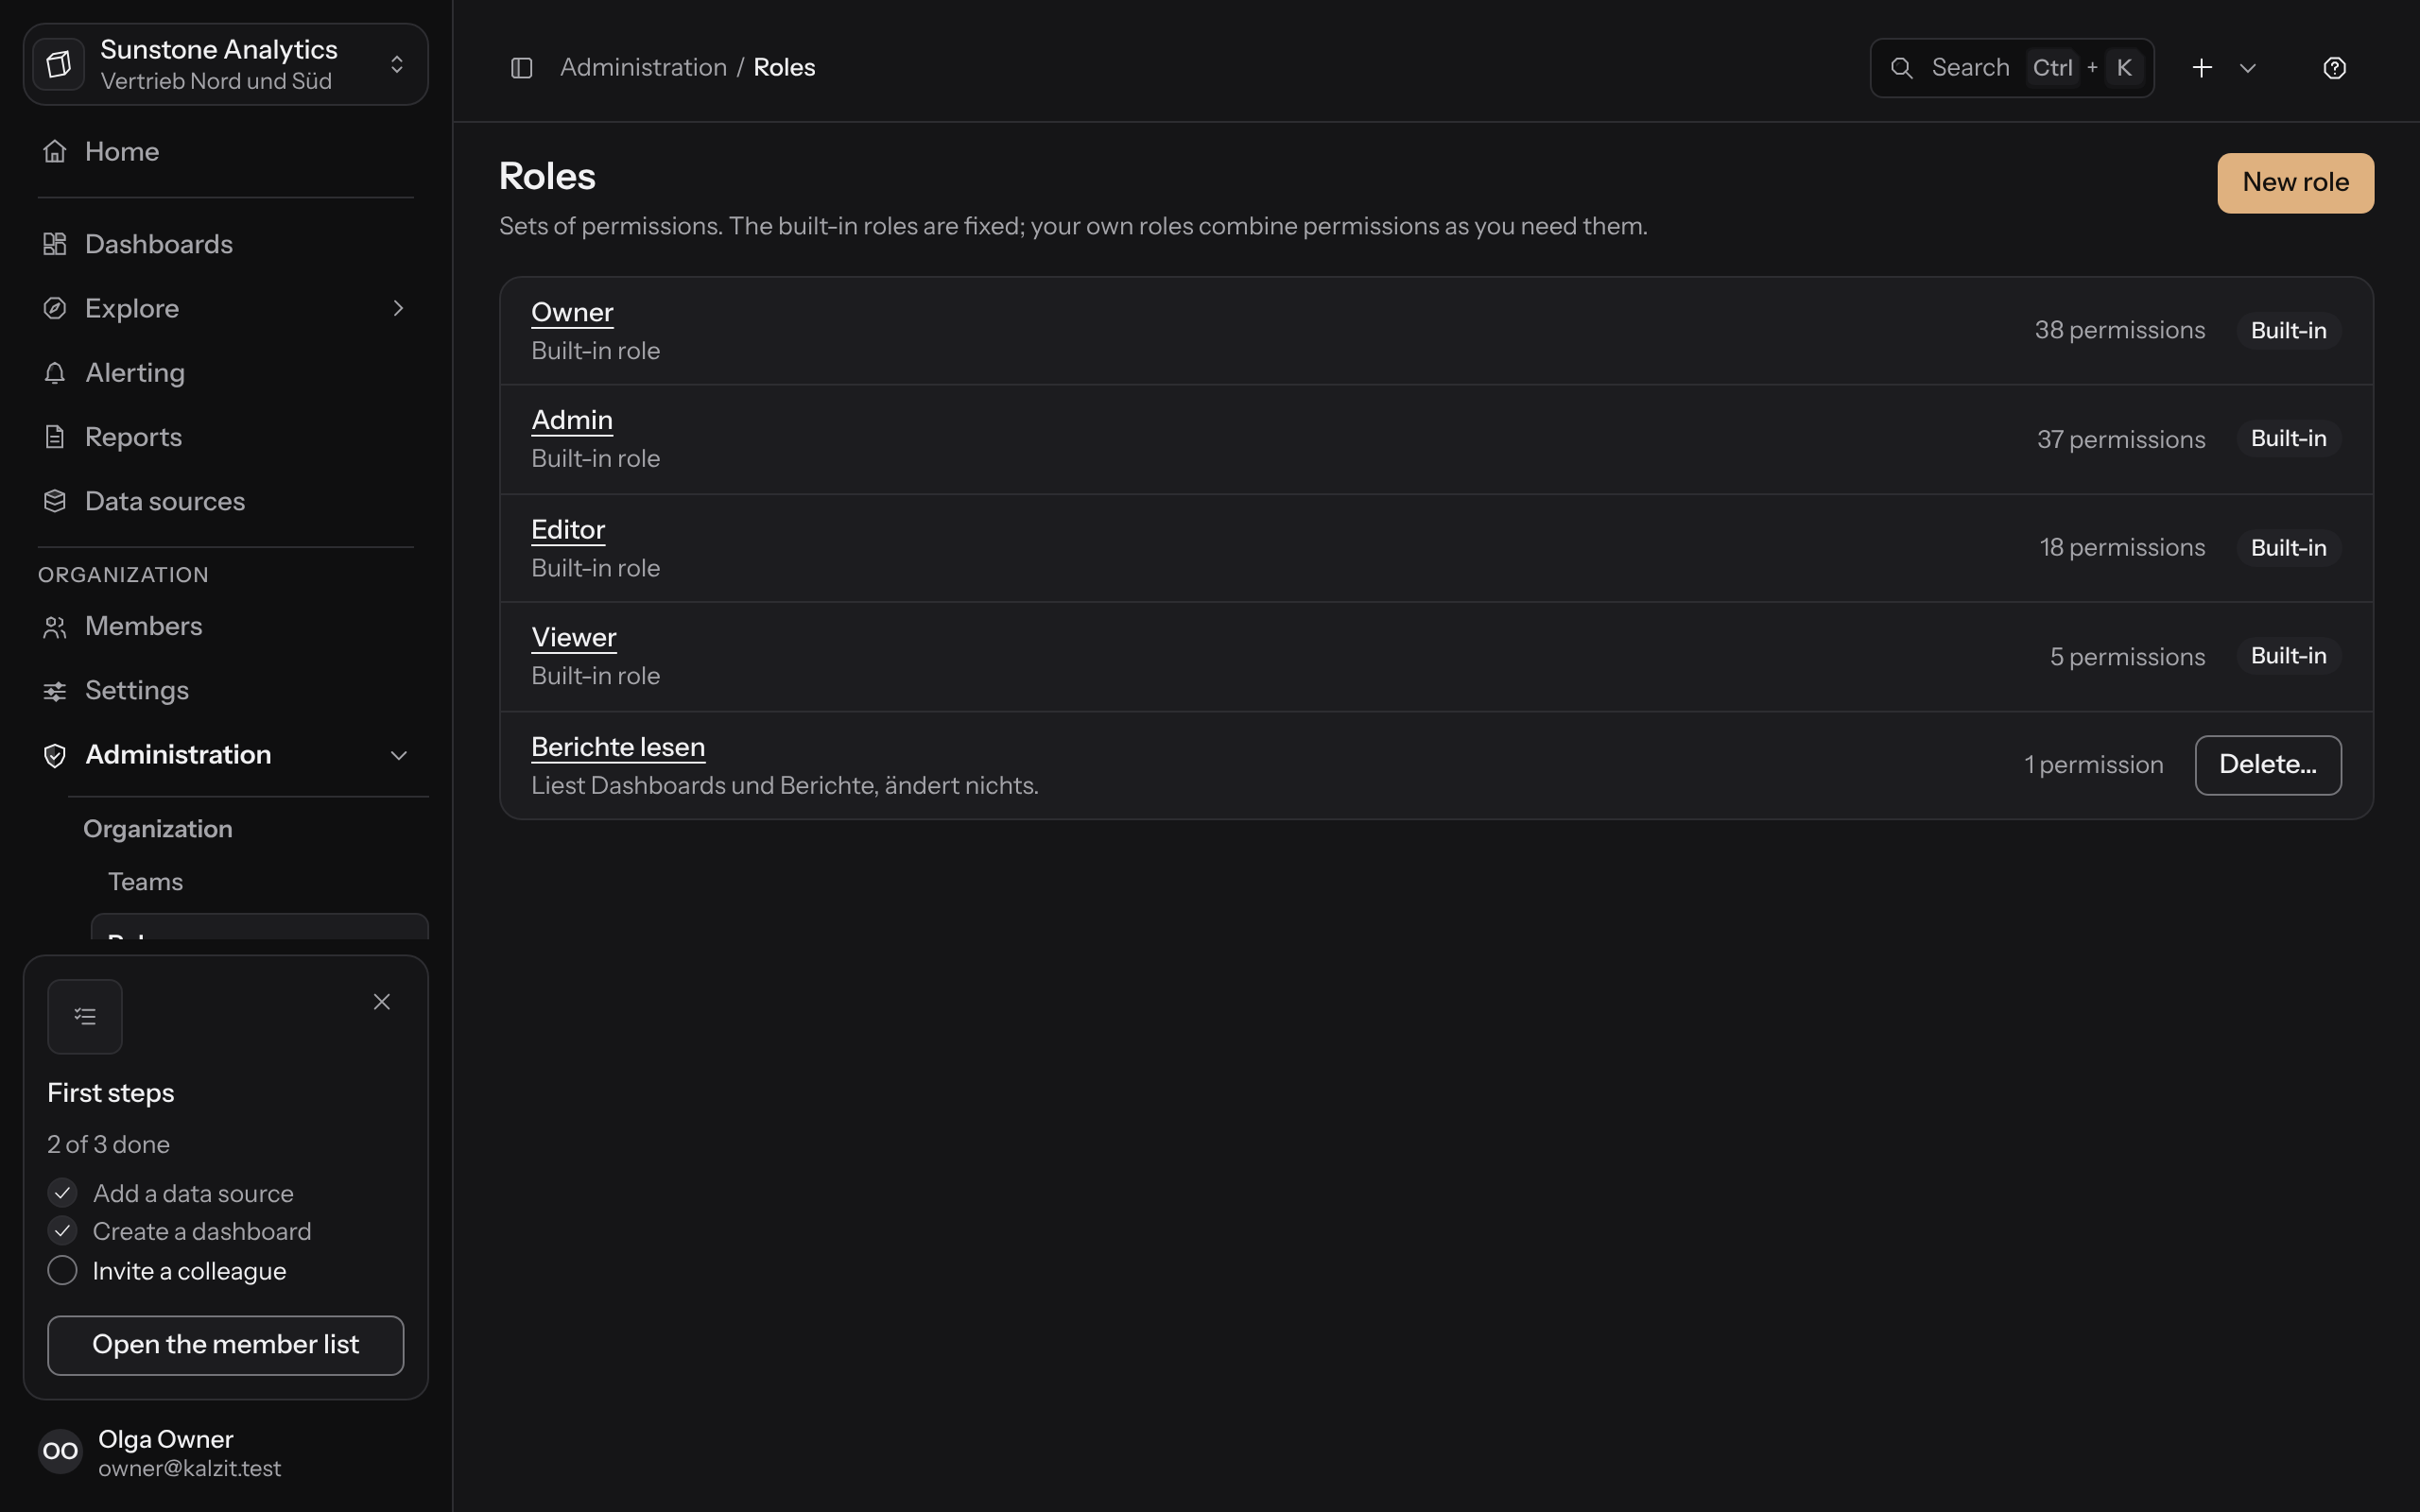 Sunstone Analytics
Vertrieb Nord und Süd
Home
Dashboards
Explore
Alerting
Reports
Data sources
ORGANIZATION
Members
Settings
Administration
Organization
Teams
First steps
2 of 3 done
Add a data source
Create a dashboard
Invite a colleague
Open the member list
OO
Olga Owner
owner@kalzit.test
Administration / Roles
Search Ctrl + K
Roles
New role
Sets of permissions. The built-in roles are fixed; your own roles combine permissions as you need them.
Owner
Built-in role
38 permissions
Built-in
Admin
Built-in role
37 permissions
Built-in
Editor
Built-in role
18 permissions
Built-in
Viewer
Built-in role
5 permissions
Built-in
Berichte lesen
Liest Dashboards und Berichte, ändert nichts.
1 permission
Delete...